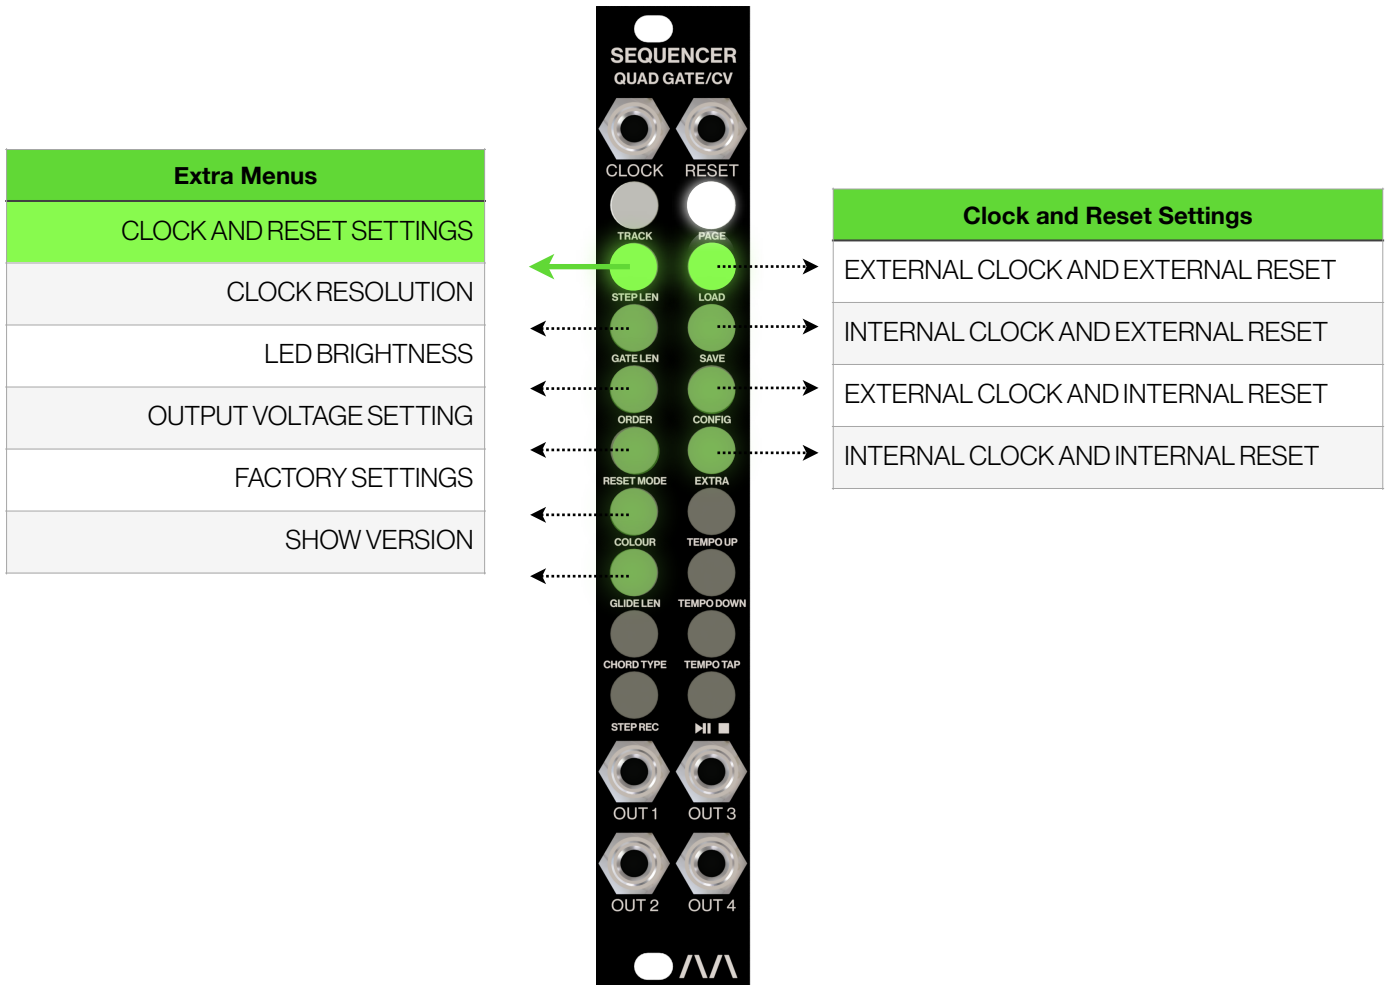 Extra Menus
CLOCK AND RESET SETTINGS
CLOCK RESOLUTION
LED BRIGHTNESS
OUTPUT VOLTAGE SETTING
FACTORY SETTINGS
SHOW VERSION
SEQUENCER
QUAD GATE/CV
CLOCK RESET
TRACK PAGE
STEP LEN LOAD
GATE LEN SAVE
ORDER CONFIG
RESET MODE EXTRA
COLOUR TEMPO UP
GLIDE LEN TEMPO DOWN
CHORD TYPE TEMPO TAP
STEP REC
OUT 1 OUT 3
OUT 2 OUT 4
Clock and Reset Settings
EXTERNAL CLOCK AND EXTERNAL RESET
INTERNAL CLOCK AND EXTERNAL RESET
EXTERNAL CLOCK AND INTERNAL RESET
INTERNAL CLOCK AND INTERNAL RESET